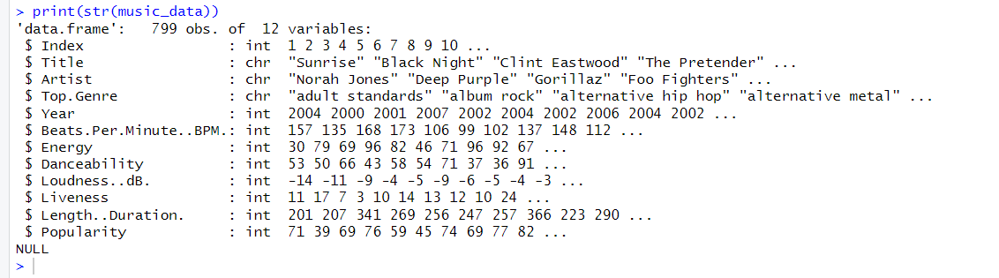 > print(str(music_data))
'data.frame':   799 obs. of  12 variables:
 $ Index                 : int  1 2 3 4 5 6 7 8 9 10 ...
 $ Title                 : chr  "Sunrise" "Black Night" "Clint Eastwood" "The Pretender" ...
 $ Artist                : chr  "Norah Jones" "Deep Purple" "Gorillaz" "Foo Fighters" ...
 $ Top.Genre             : chr  "adult standards" "album rock" "alternative hip hop" "alternative metal" ...
 $ Year                  : int  2004 2000 2001 2007 2002 2004 2002 2006 2004 2002 ...
 $ Beats.Per.Minute..BPM.: int  157 135 168 173 106 99 102 137 148 112 ...
 $ Energy                : int  30 79 69 96 82 46 71 96 92 67 ...
 $ Danceability          : int  53 50 66 43 58 54 71 37 36 91 ...
 $ Loudness..dB.         : int  -14 -11 -9 -4 -5 -9 -6 -5 -4 -3 ...
 $ Liveness              : int  11 17 7 3 10 14 13 12 10 24 ...
 $ Length..Duration.     : int  201 207 341 269 256 247 257 366 223 290 ...
 $ Popularity            : int  71 39 69 76 59 45 74 69 77 82 ...
NULL
>